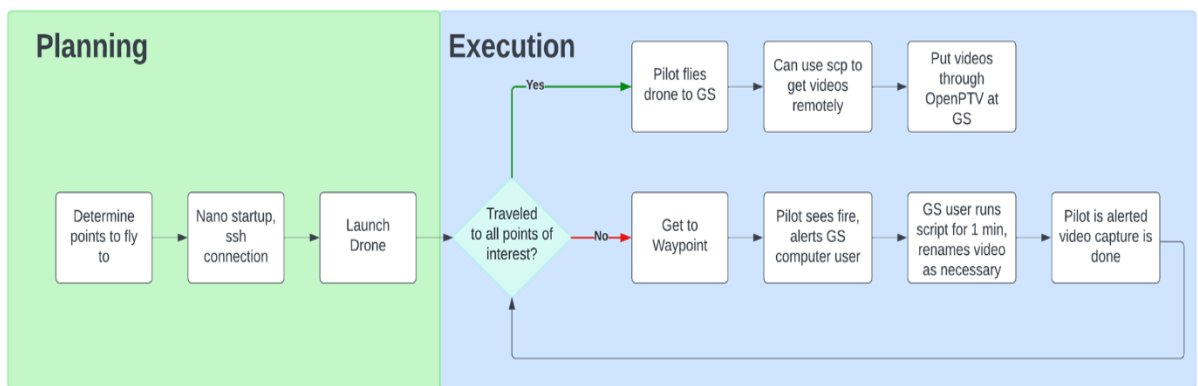 Planning
Execution
Yes
Pilot flies
drone to GS
Can use scp to
get videos
remotely
Put videos
through
OpenPTV at
GS
Determine
points to fly
to
Nano startup,
ssh
connection
Launch
Drone
Traveled
to all points of
interest?
No
Get to
Waypoint
Pilot sees fire,
alerts GS
computer user
GS user runs
script for 1 min,
renames video
as necessary
Pilot is alerted
video capture is
done